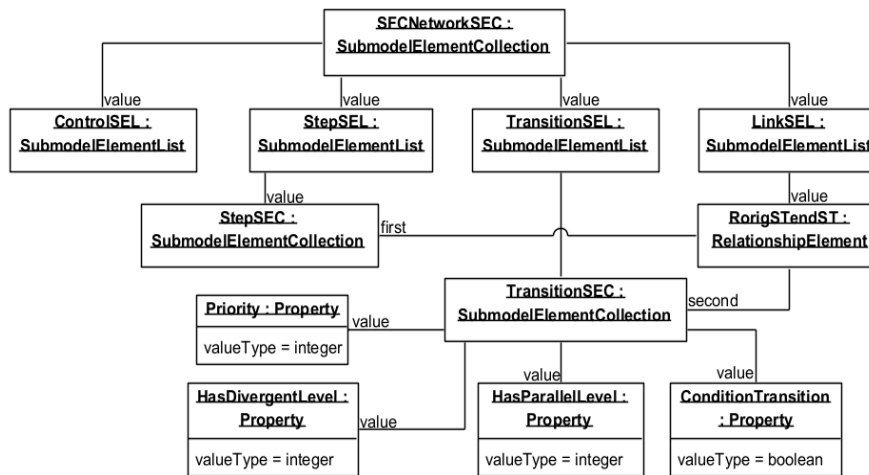 SFCNetworkSEC :
SubmodelElementCollection
value
value
value
value
ControlSEL :
SubmodelElementList
StepSEL :
SubmodelElementList
TransitionSEL :
SubmodelElementList
LinkSEL :
SubmodelElementList
value
value
StepSEC :
SubmodelElementCollection
first
RorigSTendST :
RelationshipElement
TransitionSEC :
SubmodelElementCollection
second
Priority : Property
valueType = integer
value
value
value
value
HasDivergentLevel :
Property
valueType = integer
HasParallelLevel :
Property
valueType = integer
ConditionTransition
: Property
valueType = boolean